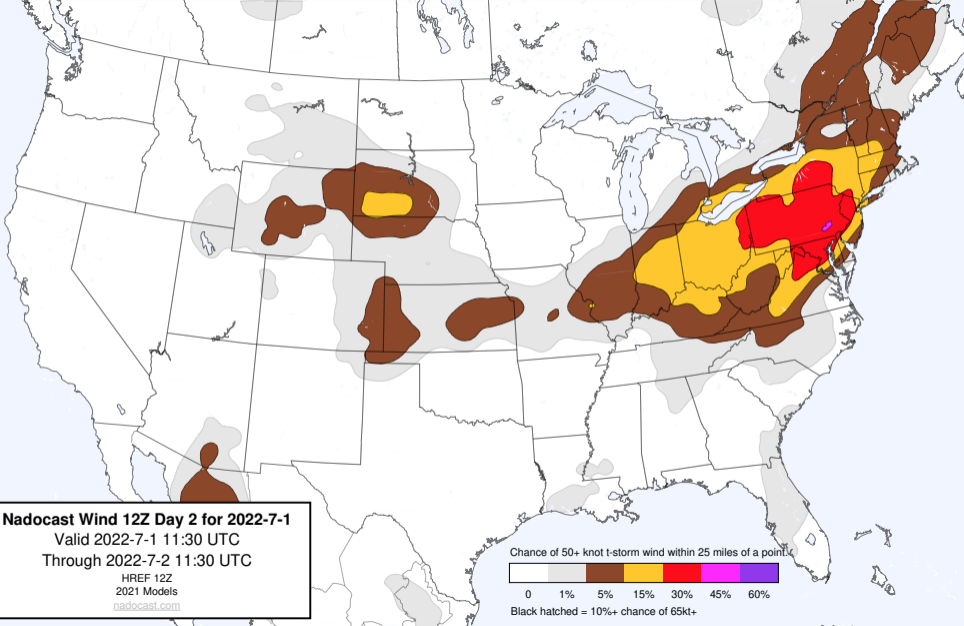 Nadocast Wind 12Z Day 2 for 2022-7-1
Valid 2022-7-1 11:30 UTC
Through 2022-7-2 11:30 UTC
HREF 12Z
2021 Models
nadocast.com
Chance of 50+ knot t-storm wind within 25 miles of a point.
0 1% 5% 15% 30% 45% 60%
Black hatched = 10%+ chance of 65kt+